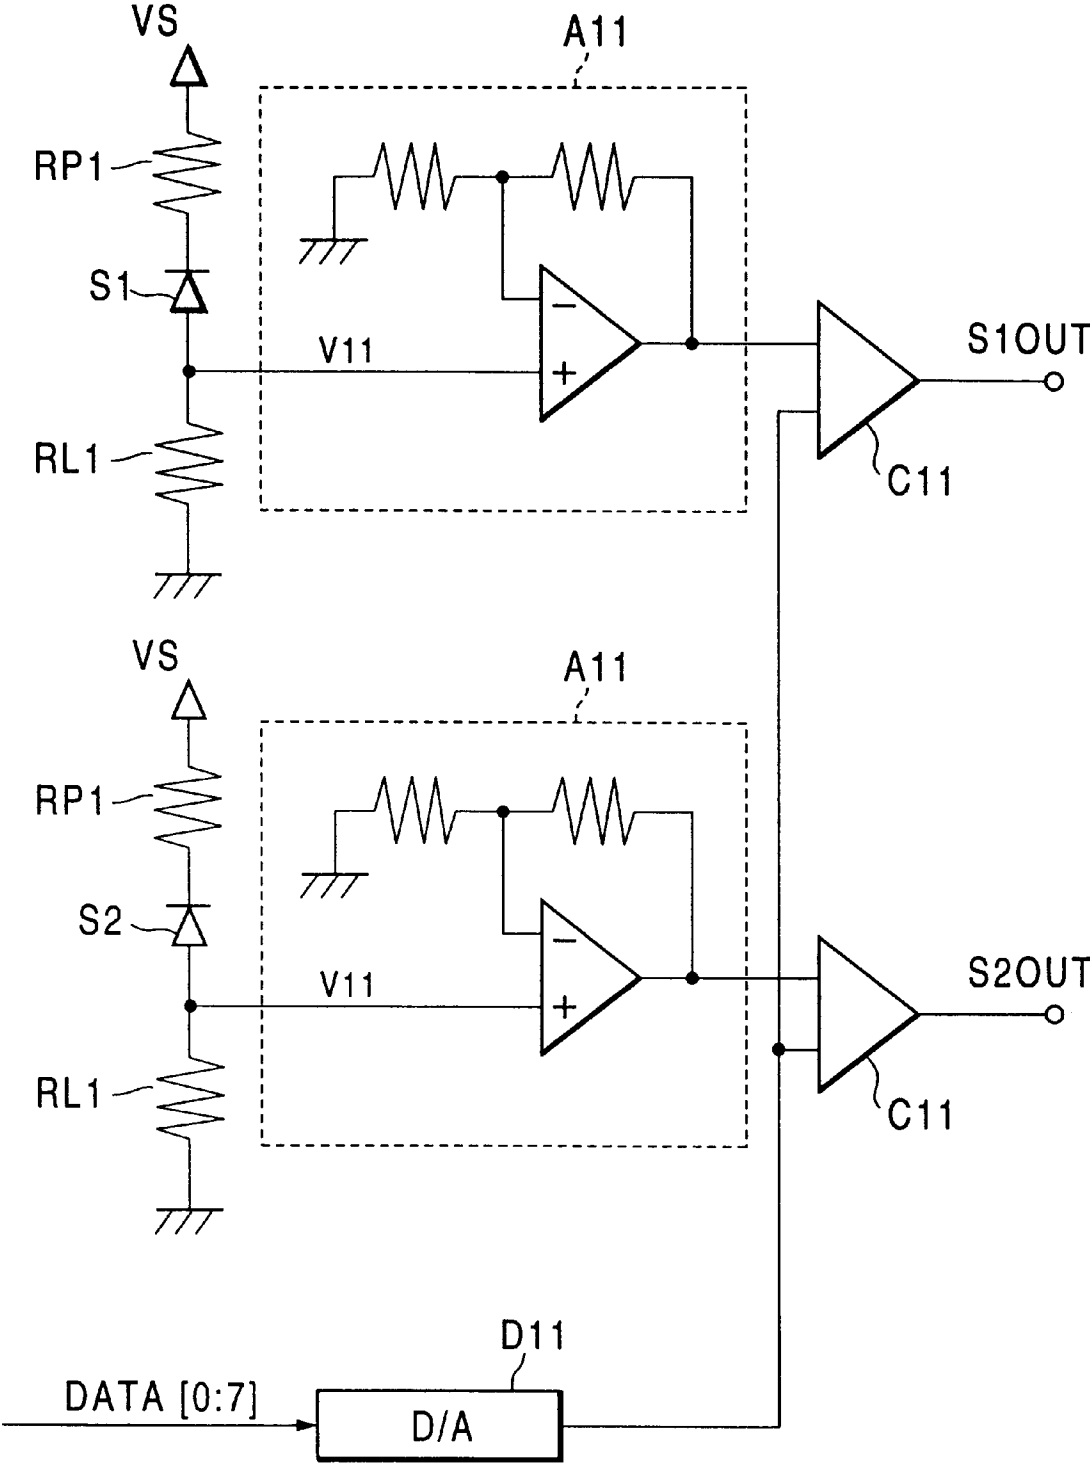 VS
A11
RP1
S1
V11
S1OUT
RL1
C11
VS
A11
RP1
S2
V11
S2OUT
RL1
C11
D11
DATA [0:7]
D/A
−
+
−
+